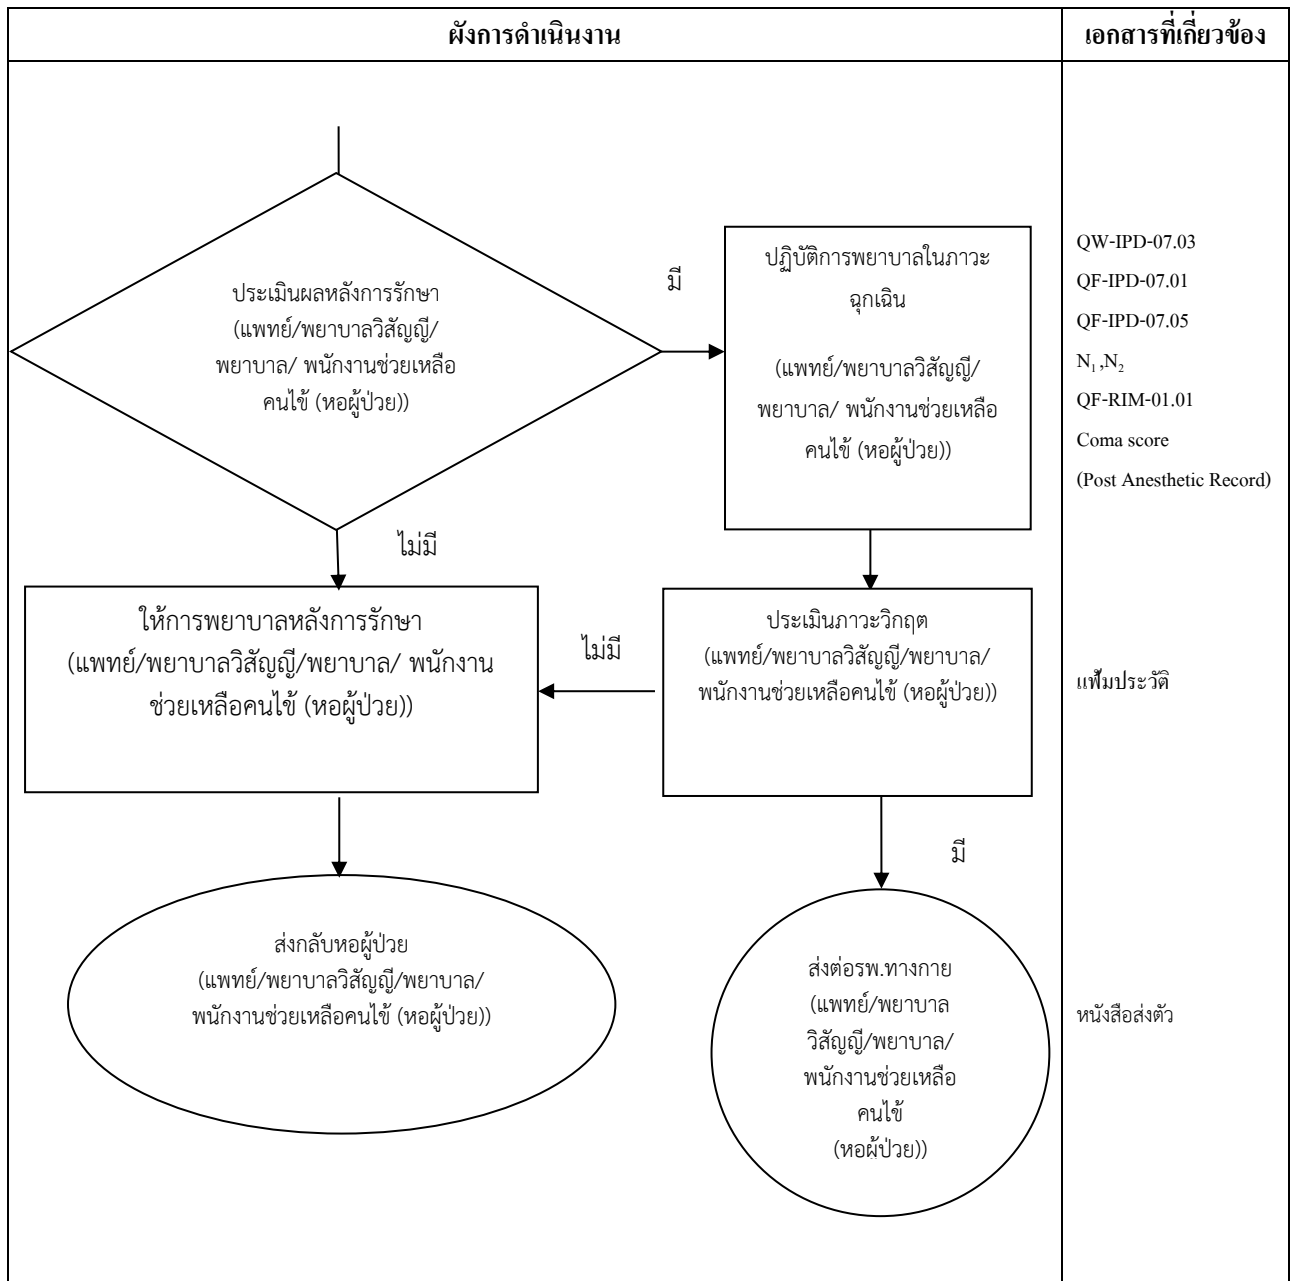 ผังการดำเนินงาน
เอกสารที่เกี่ยวข้อง
ประเมินผลหลังการรักษา
(แพทย์/พยาบาลวิสัญญี/
พยาบาล/ พนักงานช่วยเหลือ
คนไข้ (หอผู้ป่วย))
มี
ปฏิบัติการพยาบาลในภาวะ
ฉุกเฉิน
(แพทย์/พยาบาลวิสัญญี/
พยาบาล/ พนักงานช่วยเหลือ
คนไข้ (หอผู้ป่วย))
QW-IPD-07.03
QF-IPD-07.01
QF-IPD-07.05
N₁ ,N₂
QF-RIM-01.01
Coma score
(Post Anesthetic Record)
ไม่มี
ให้การพยาบาลหลังการรักษา
(แพทย์/พยาบาลวิสัญญี/พยาบาล/ พนักงาน
ช่วยเหลือคนไข้ (หอผู้ป่วย))
ไม่มี
ประเมินภาวะวิกฤต
(แพทย์/พยาบาลวิสัญญี/พยาบาล/
พนักงานช่วยเหลือคนไข้ (หอผู้ป่วย))
แฟ้มประวัติ
มี
ส่งกลับหอผู้ป่วย
(แพทย์/พยาบาลวิสัญญี/พยาบาล/
พนักงานช่วยเหลือคนไข้ (หอผู้ป่วย))
ส่งต่อรพ.ทางกาย
(แพทย์/พยาบาล
วิสัญญี/พยาบาล/
พนักงานช่วยเหลือ
คนไข้
(หอผู้ป่วย))
หนังสือส่งตัว